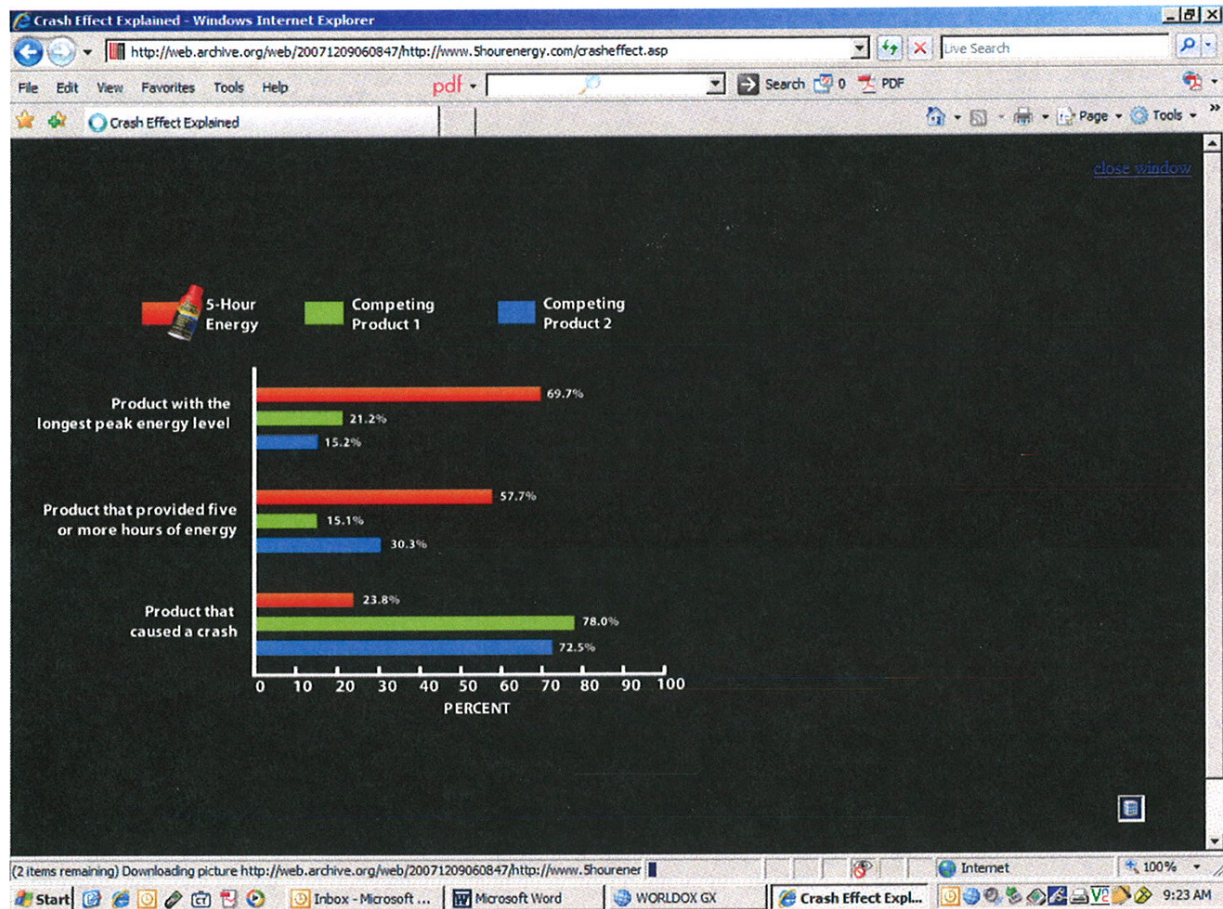 Crash Effect Explained - Windows Internet Explorer
http://web.archive.org/web/20071209060847/http://www.5hourenergy.com/crasheffect.asp
Live Search
File Edit View Favorites Tools Help
pdf
Search 0 PDF
Crash Effect Explained
Page Tools
close window
5-Hour
Energy
Competing
Product 1
Competing
Product 2
Product with the
longest peak energy level
69.7%
21.2%
15.2%
Product that provided five
or more hours of energy
57.7%
15.1%
30.3%
Product that
caused a crash
23.8%
78.0%
72.5%
0 10 20 30 40 50 60 70 80 90 100
PERCENT
(2 items remaining) Downloading picture http://web.archive.org/web/20071209060847/http://www.5hourener
Internet
100%
Start
Inbox - Microsoft ...
Microsoft Word
WORLDOX GX
Crash Effect Expl...
9:23 AM